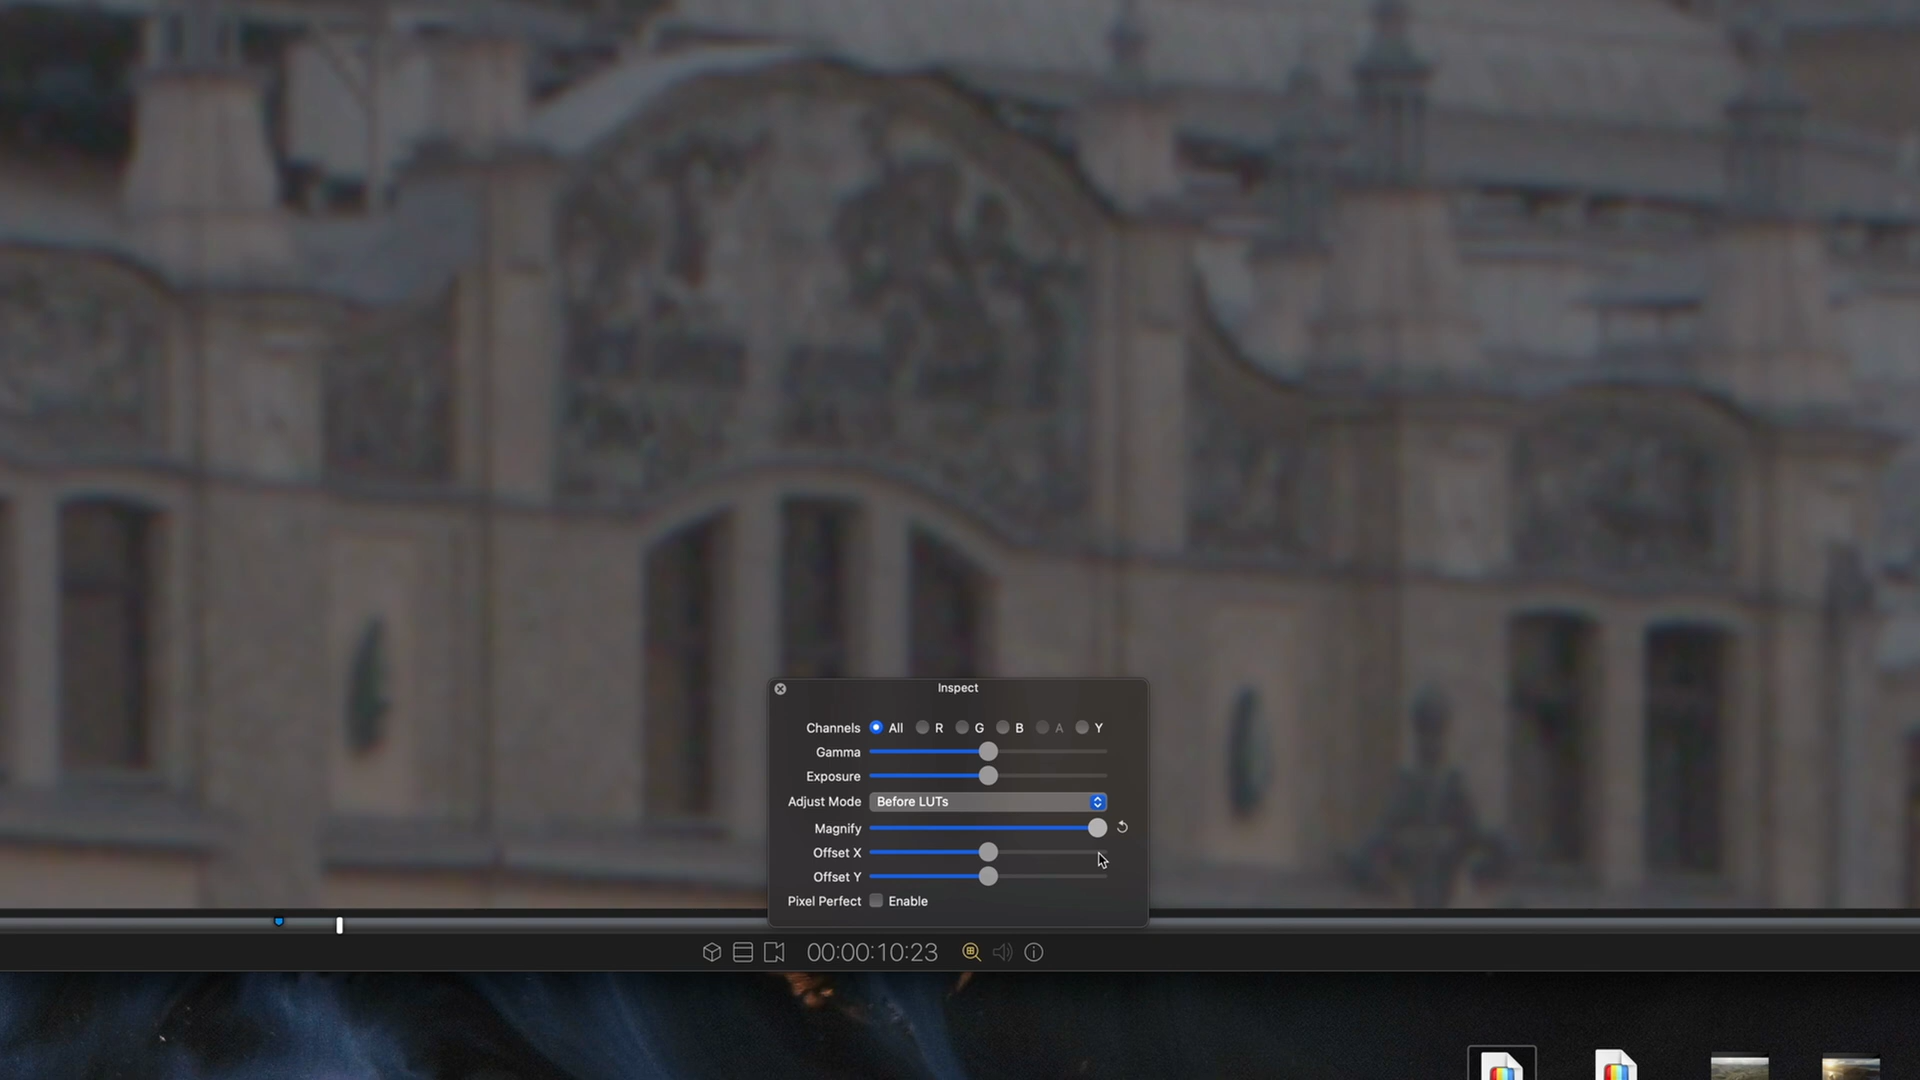 Inspect
Channels All R G B A Y
Gamma
Exposure
Adjust Mode Before LUTs
Magnify
Offset X
Offset Y
Pixel Perfect Enable
00:00:10:23